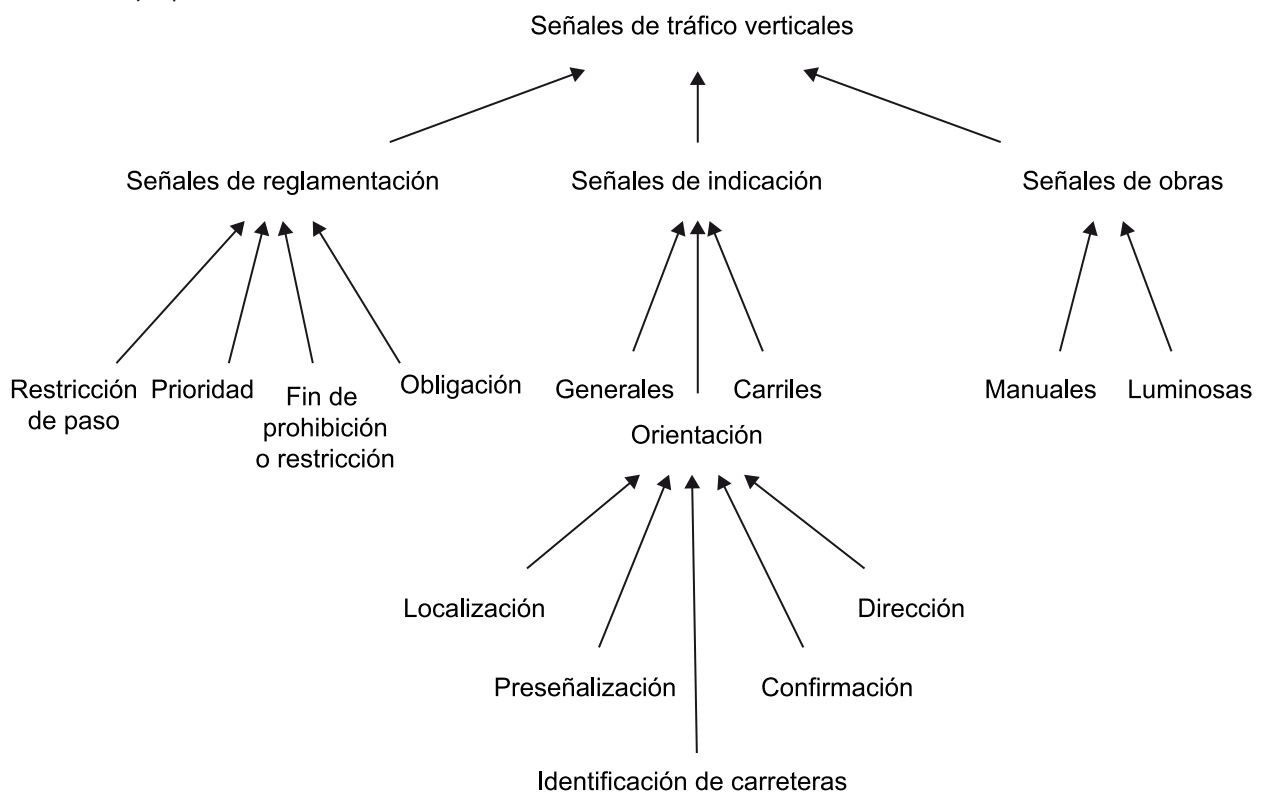 Señales de tráfico verticales
Señales de reglamentación
Señales de indicación
Señales de obras
Restricción
de paso
Prioridad
Fin de
prohibición
o restricción
Obligación
Generales
Carriles
Orientación
Manuales
Luminosas
Localización
Dirección
Preseñalización
Confirmación
Identificación de carreteras